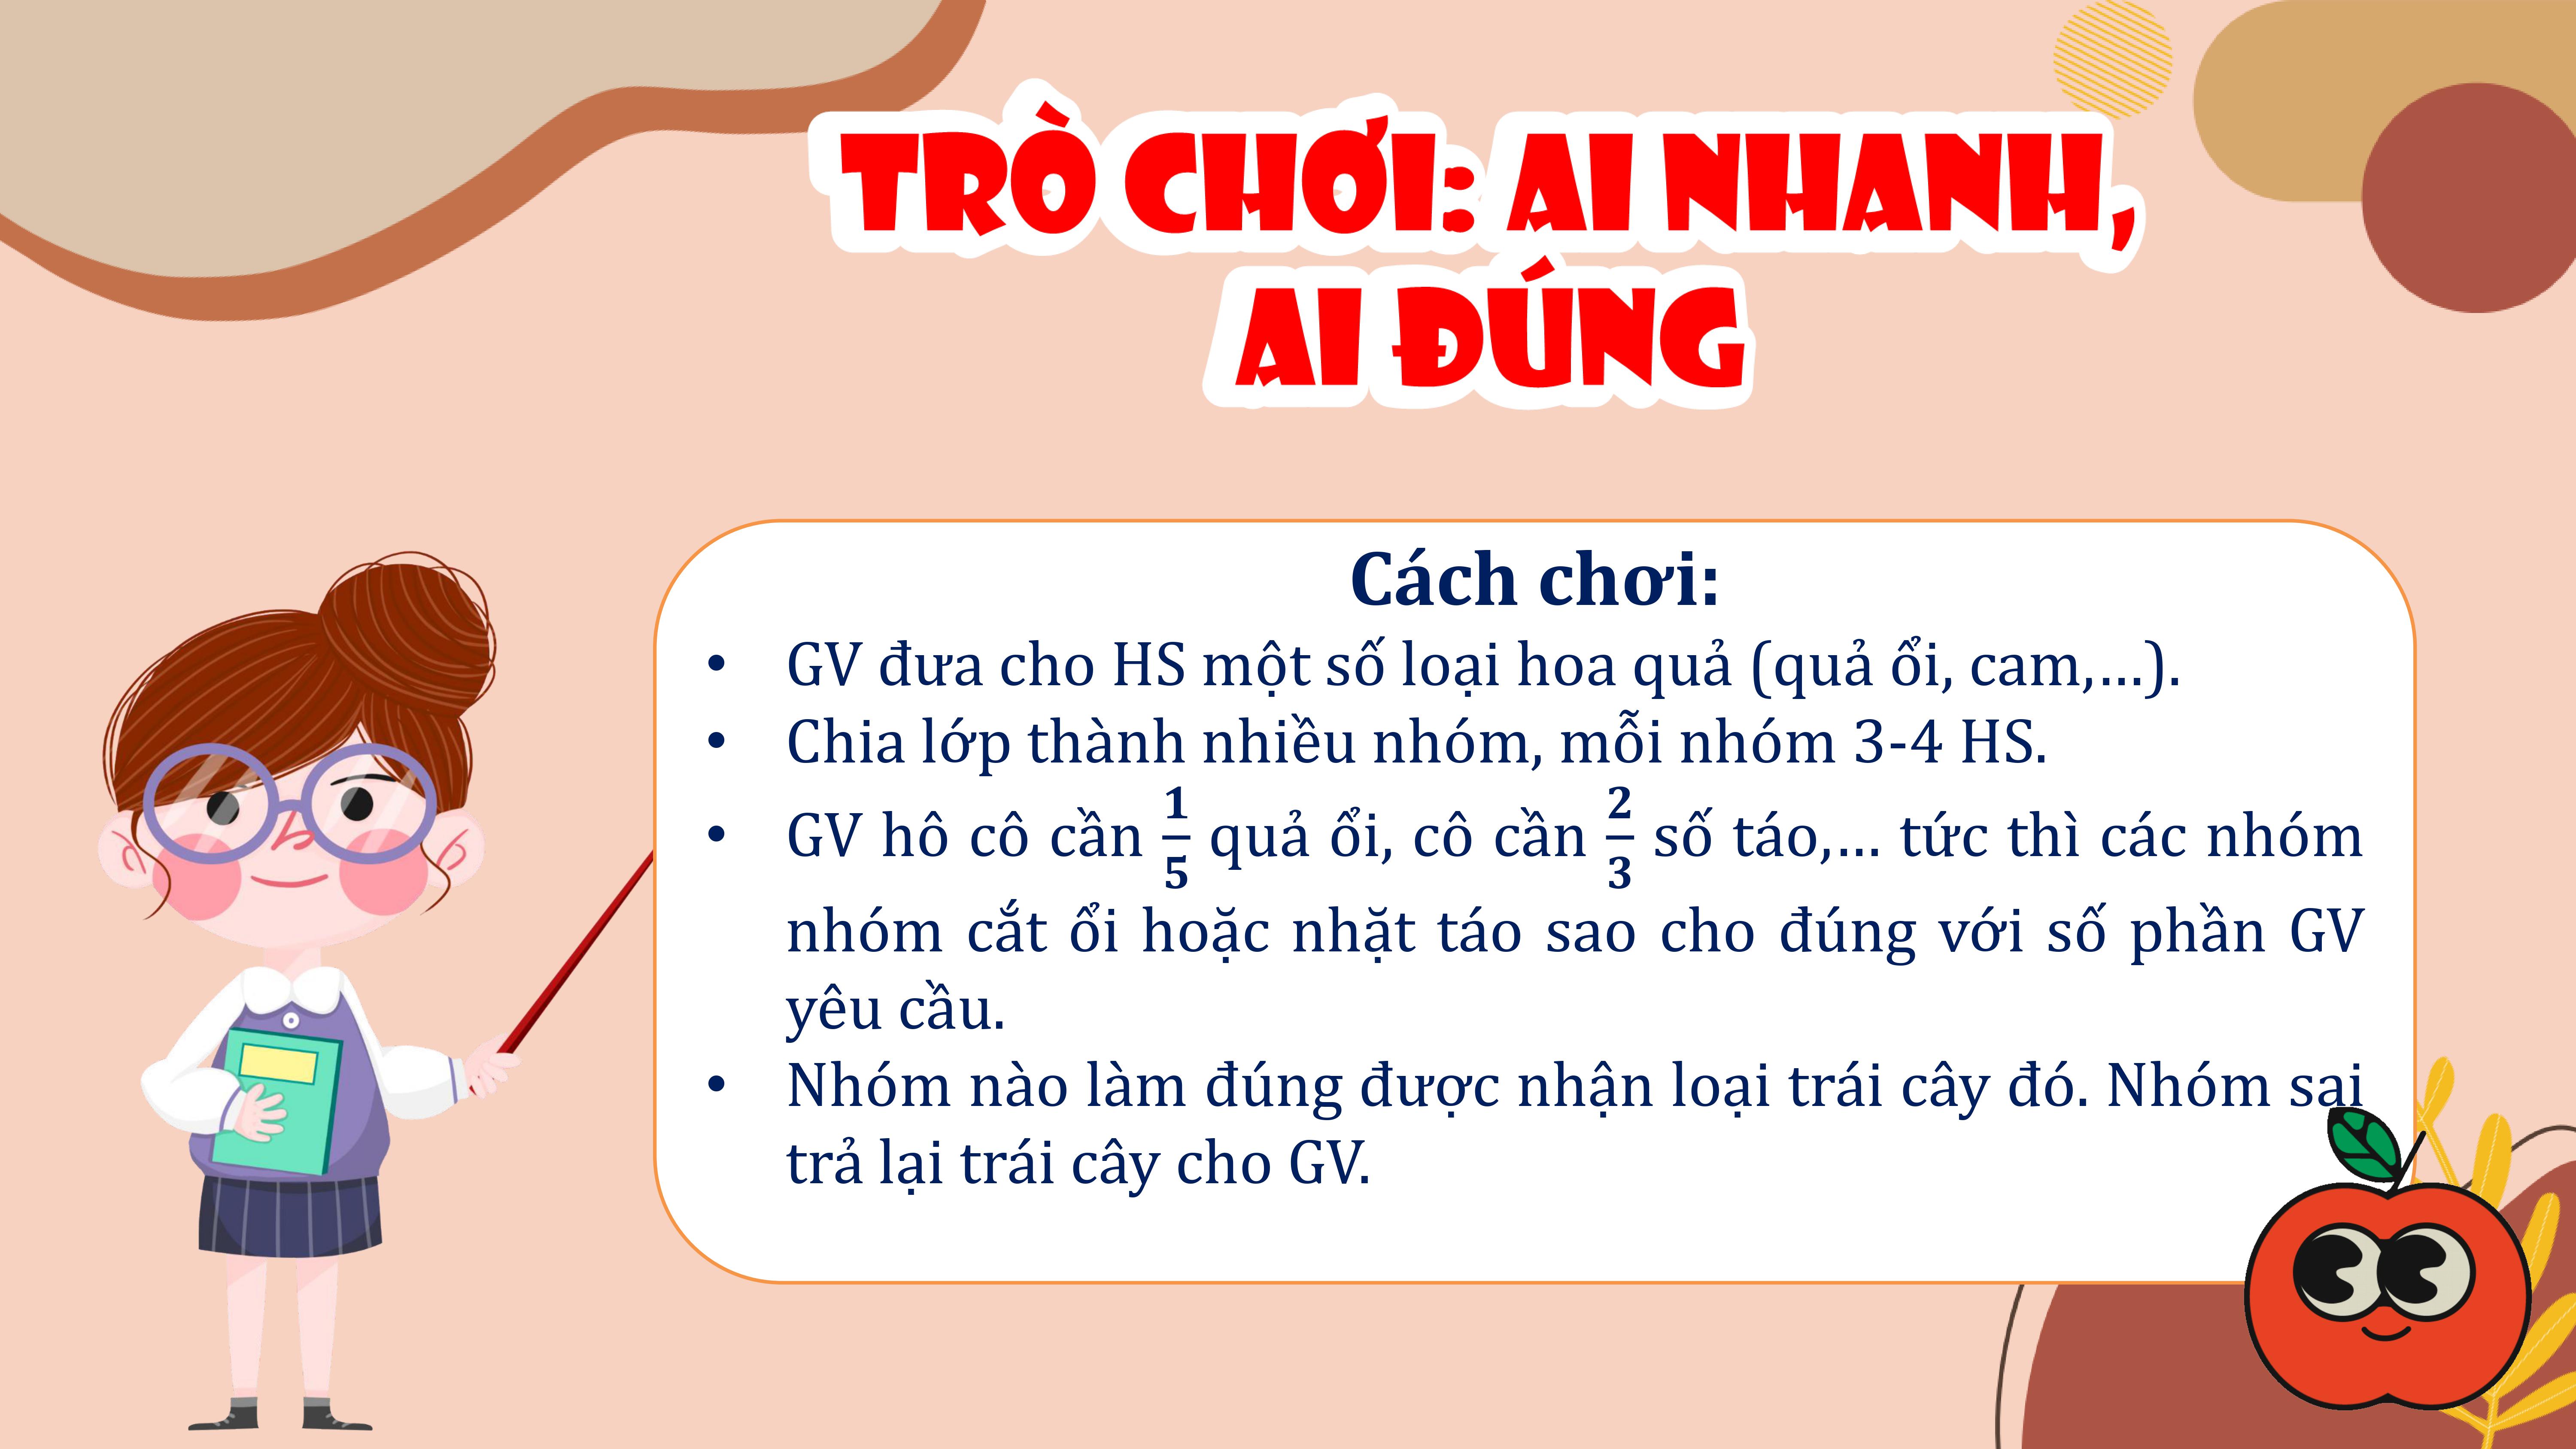 TRÒ CHƠI: AI NHANH,
AI ĐÚNG
Cách chơi:
• GV đưa cho HS một số loại hoa quả (quả ổi, cam,...).
• Chia lớp thành nhiều nhóm, mỗi nhóm 3-4 HS.
• GV hô cô cần 1/5 quả ổi, cô cần 2/3 số táo,... tức thì các nhóm
nhóm cắt ổi hoặc nhặt táo sao cho đúng với số phần GV
yêu cầu.
• Nhóm nào làm đúng được nhận loại trái cây đó. Nhóm sai
trả lại trái cây cho GV.